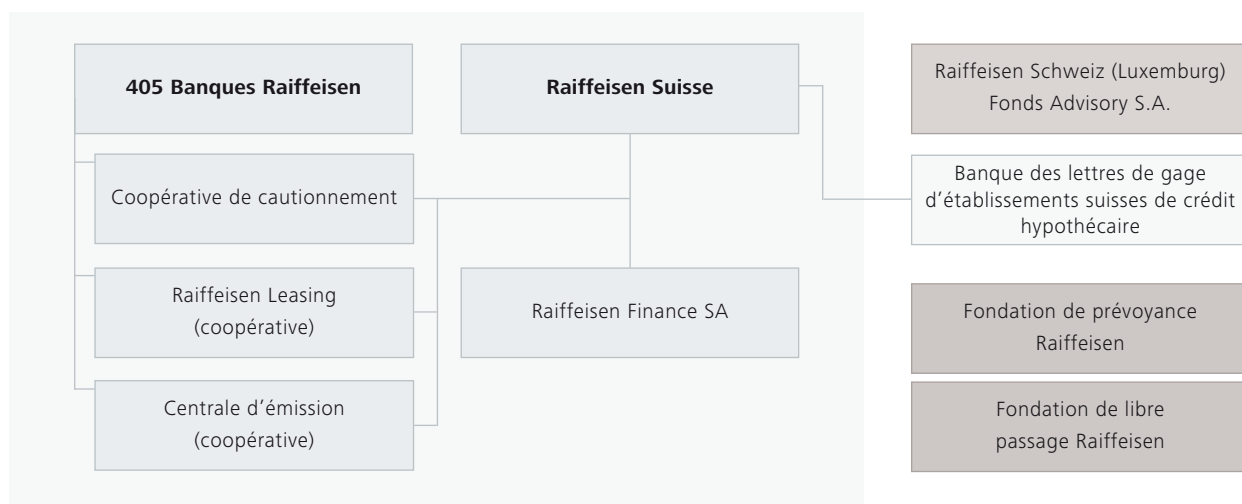 405 Banques Raiffeisen
Raiffeisen Suisse
Raiffeisen Schweiz (Luxemburg)
Fonds Advisory S.A.
Coopérative de cautionnement
Banque des lettres de gage
d’établissements suisses de crédit
hypothécaire
Raiffeisen Leasing
(coopérative)
Raiffeisen Finance SA
Fondation de prévoyance
Raiffeisen
Centrale d’émission
(coopérative)
Fondation de libre
passage Raiffeisen